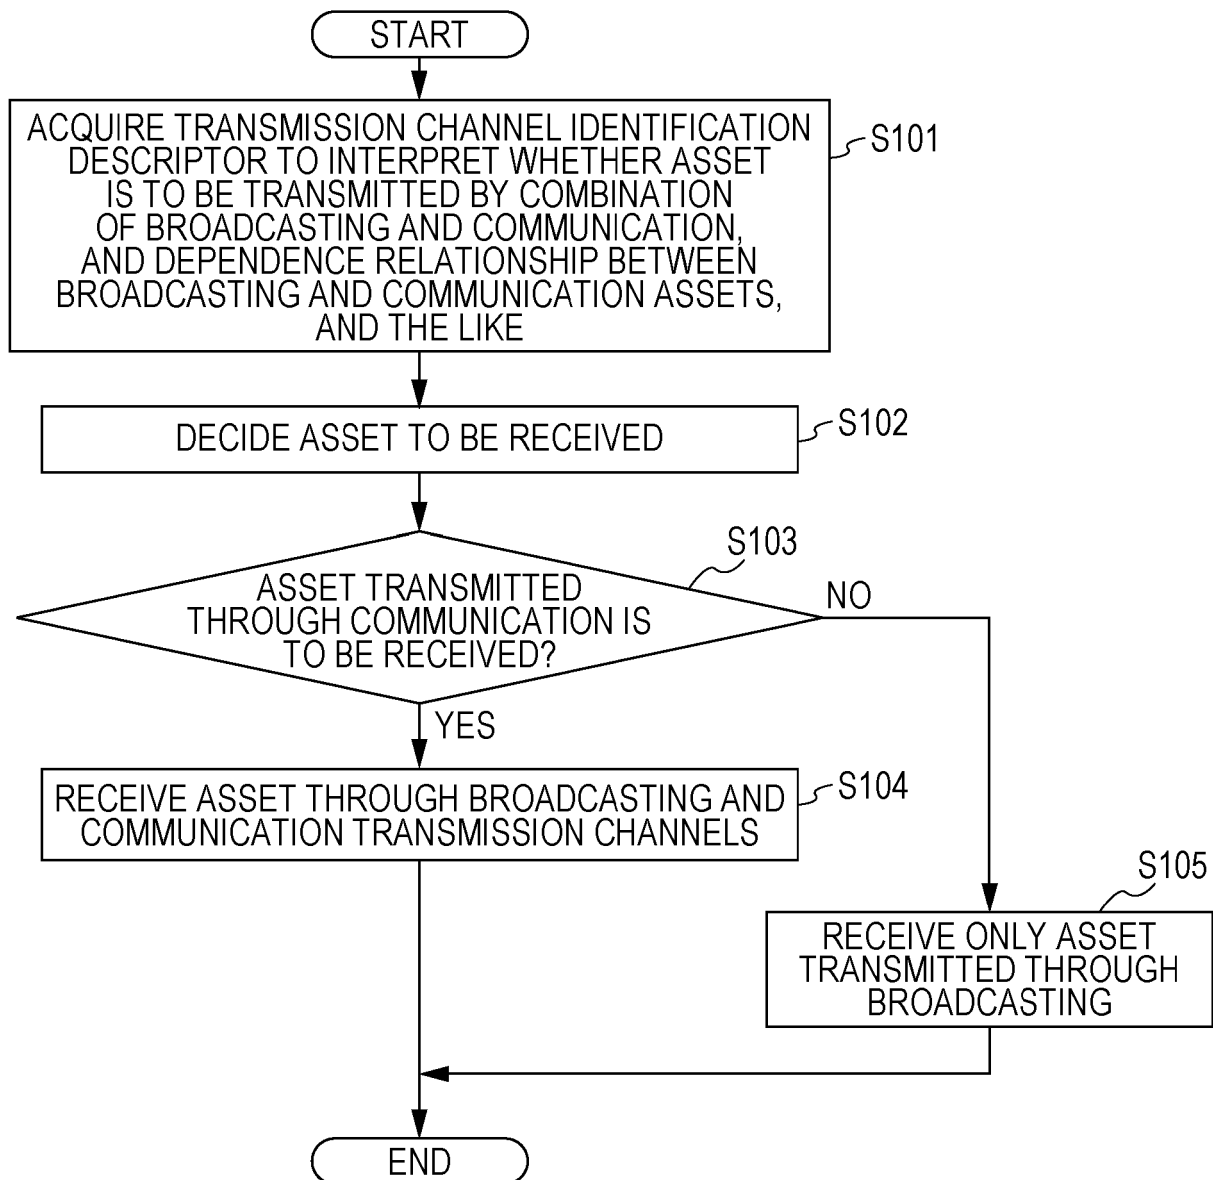 START
ACQUIRE TRANSMISSION CHANNEL IDENTIFICATION
DESCRIPTOR TO INTERPRET WHETHER ASSET
IS TO BE TRANSMITTED BY COMBINATION
OF BROADCASTING AND COMMUNICATION,
AND DEPENDENCE RELATIONSHIP BETWEEN
BROADCASTING AND COMMUNICATION ASSETS,
AND THE LIKE
S101
DECIDE ASSET TO BE RECEIVED
S102
S103
ASSET TRANSMITTED
THROUGH COMMUNICATION IS
TO BE RECEIVED?
NO
YES
RECEIVE ASSET THROUGH BROADCASTING AND
COMMUNICATION TRANSMISSION CHANNELS
S104
S105
RECEIVE ONLY ASSET
TRANSMITTED THROUGH
BROADCASTING
END